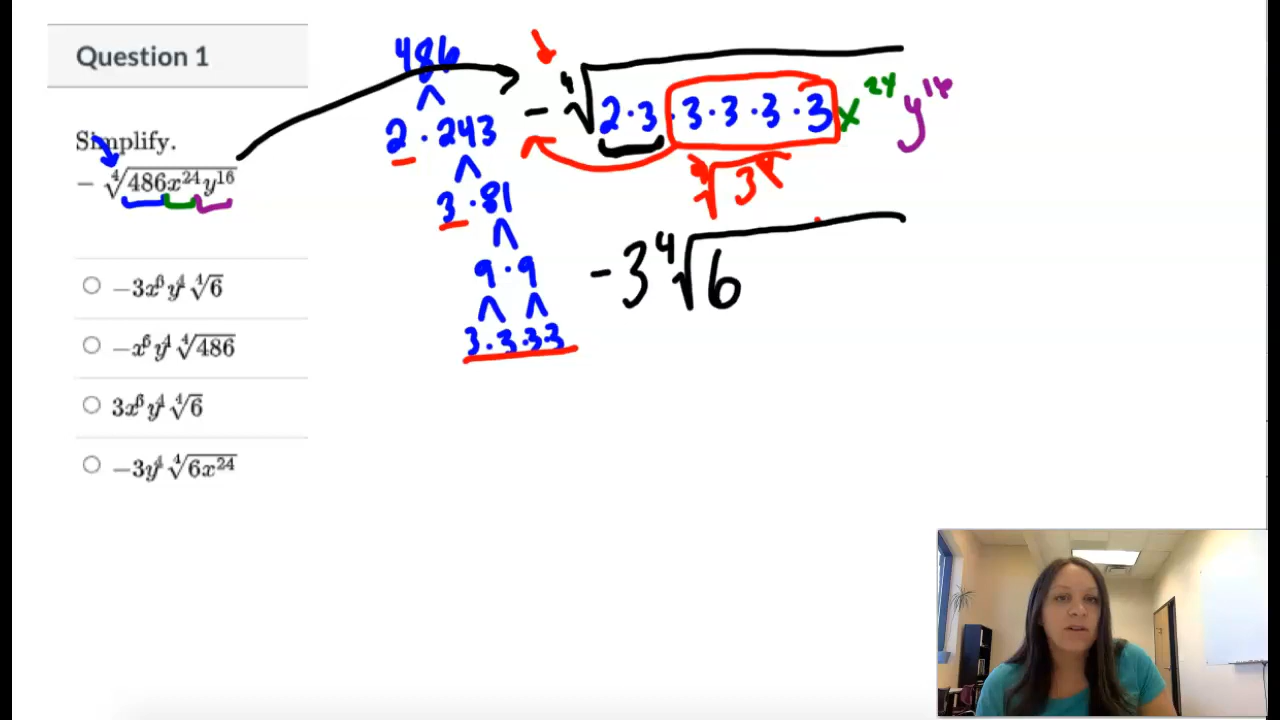 Question 1
Simplify.
− ∜486x²⁴y¹⁶
−3x⁶y⁴ ∜6
−x⁶y⁴ ∜486
3x⁶y⁴ ∜6
−3y⁴ ∜6x²⁴
486
2 · 243
3 · 81
9 · 9
3 · 3 · 3 · 3
− ∜2 · 3 · 3 · 3 · 3 · 3 x²⁴ y¹⁶
∜3⁴
−3 ∜6